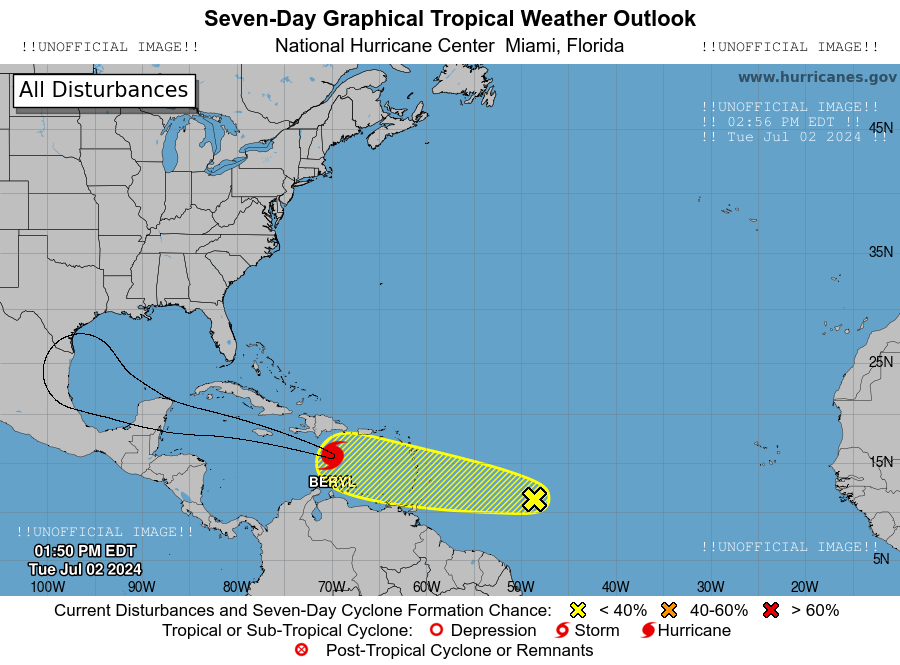 Seven-Day Graphical Tropical Weather Outlook
!!UNOFFICIAL IMAGE!! National Hurricane Center Miami, Florida !!UNOFFICIAL IMAGE!!
All Disturbances
www.hurricanes.gov
!!UNOFFICIAL IMAGE!!
!! 02:56 PM EDT !!
!! Tue Jul 02 2024 !!
45N
35N
25N
15N
BERYL
!!UNOFFICIAL IMAGE!!
!!UNOFFICIAL IMAGE!!
01:50 PM EDT
5N
Tue Jul 02 2024
100W 90W 80W 70W 60W 50W 40W 30W 20W
Current Disturbances and Seven-Day Cyclone Formation Chance: < 40% 40-60% > 60%
Tropical or Sub-Tropical Cyclone: Depression Storm Hurricane
Post-Tropical Cyclone or Remnants